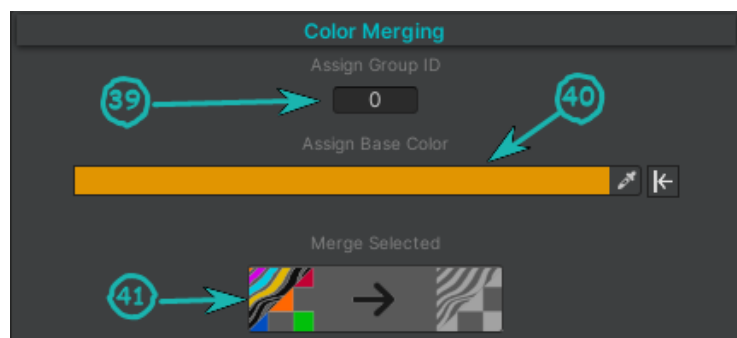 Color Merging
Assign Group ID
39
0
40
Assign Base Color
Merge Selected
41